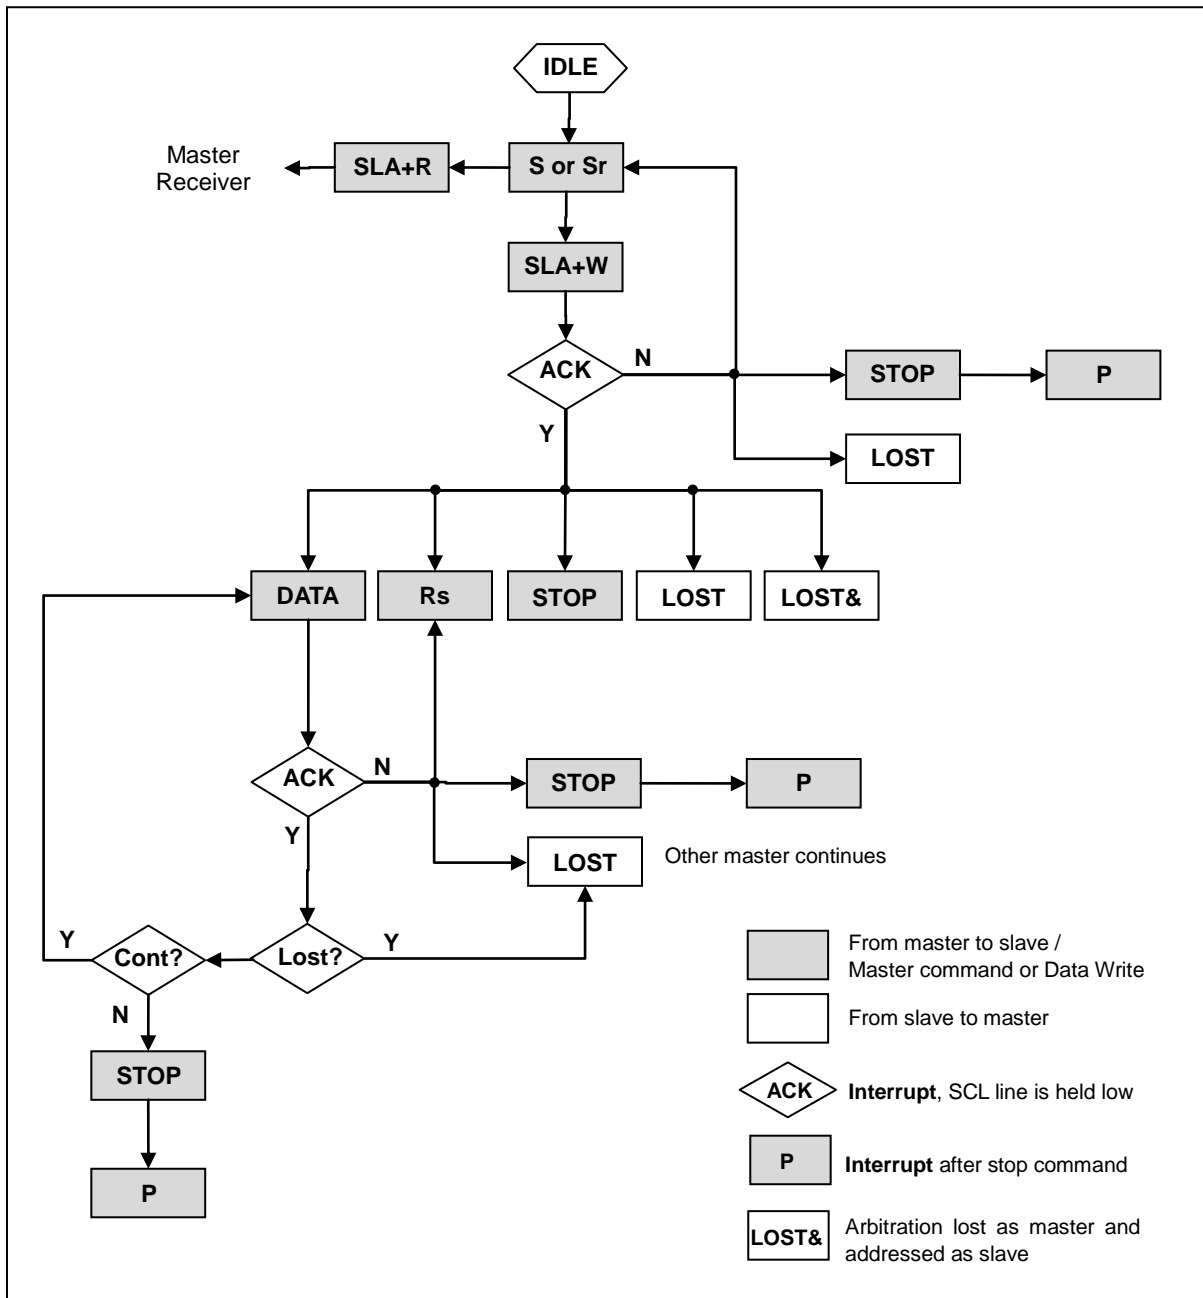 IDLE
Master
Receiver
SLA+R
S or Sr
SLA+W
ACK
N
STOP
P
Y
LOST
DATA
Rs
STOP
LOST
LOST&
ACK
N
STOP
P
Y
LOST
Other master continues
Y
Cont?
Lost?
Y
N
STOP
P
From master to slave /
Master command or Data Write
From slave to master
ACK
Interrupt, SCL line is held low
P
Interrupt after stop command
LOST&
Arbitration lost as master and
addressed as slave